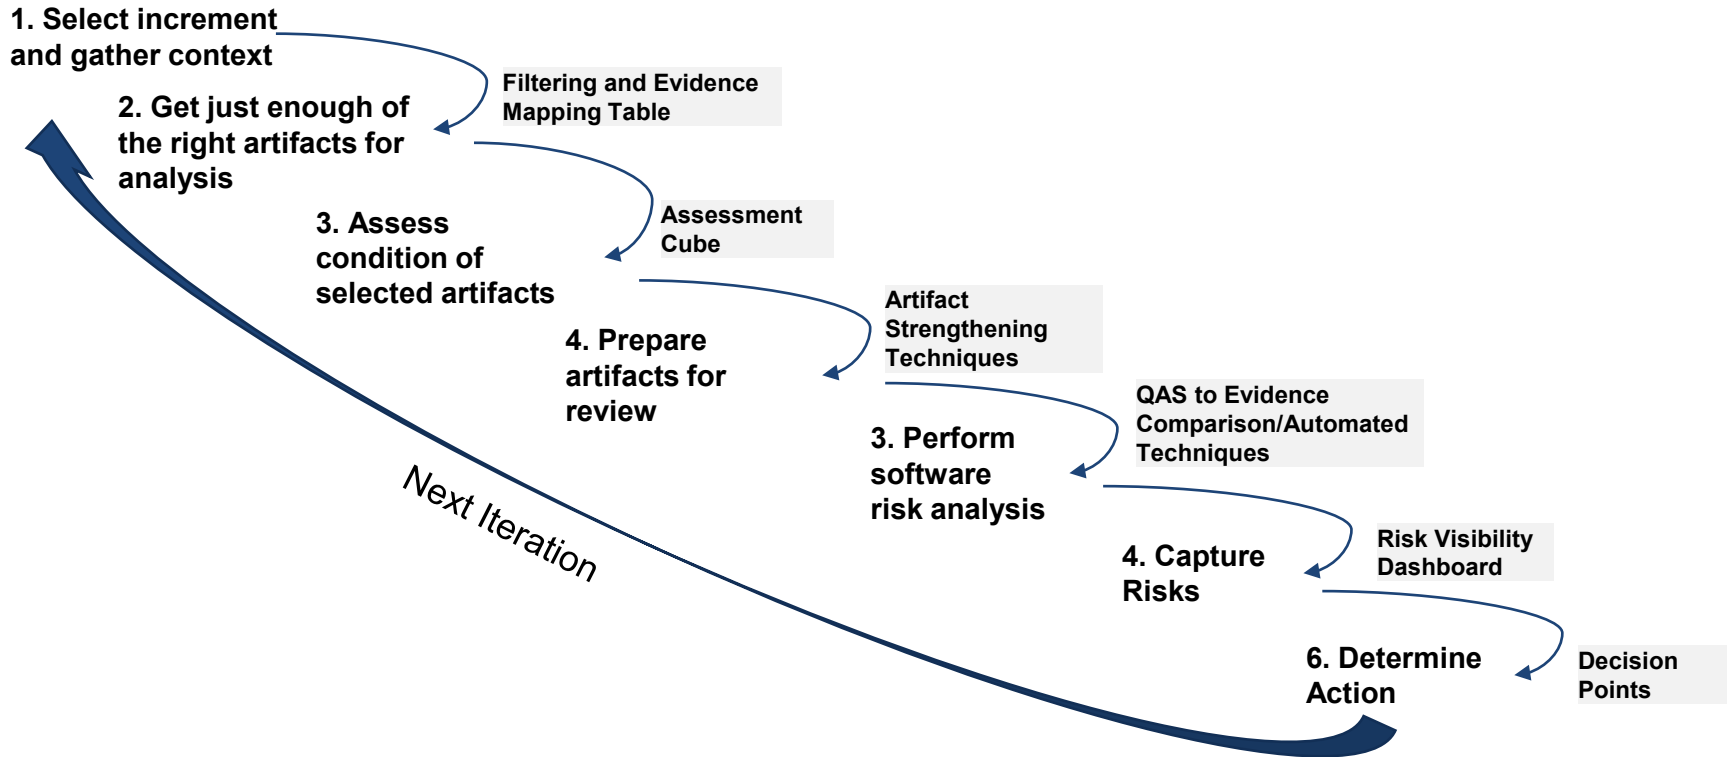 1. Select increment
and gather context
Filtering and Evidence
Mapping Table
2. Get just enough of
the right artifacts for
analysis
Assessment
Cube
3. Assess
condition of
selected artifacts
Artifact
Strengthening
Techniques
4. Prepare
artifacts for
review
QAS to Evidence
Comparison/Automated
Techniques
3. Perform
software
risk analysis
Risk Visibility
Dashboard
4. Capture
Risks
Decision
Points
6. Determine
Action
Next Iteration